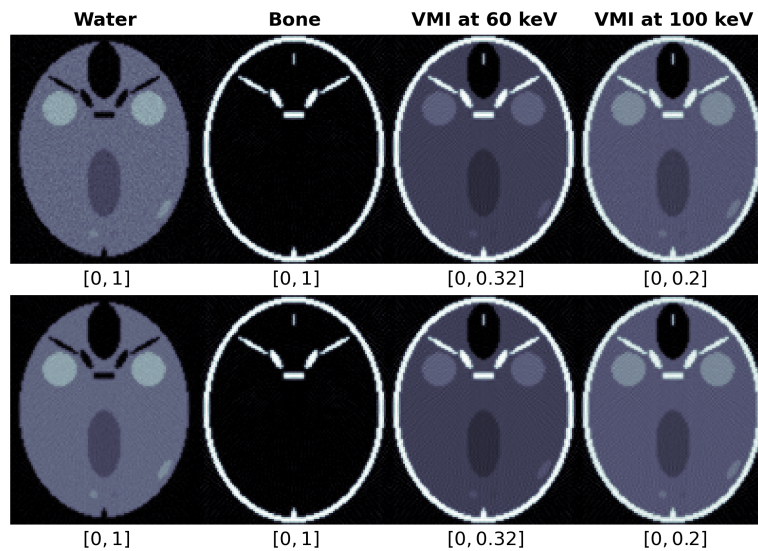 Water Bone VMI at 60 keV VMI at 100 keV
[0, 1] [0, 1] [0, 0.32] [0, 0.2]
[0, 1] [0, 1] [0, 0.32] [0, 0.2]